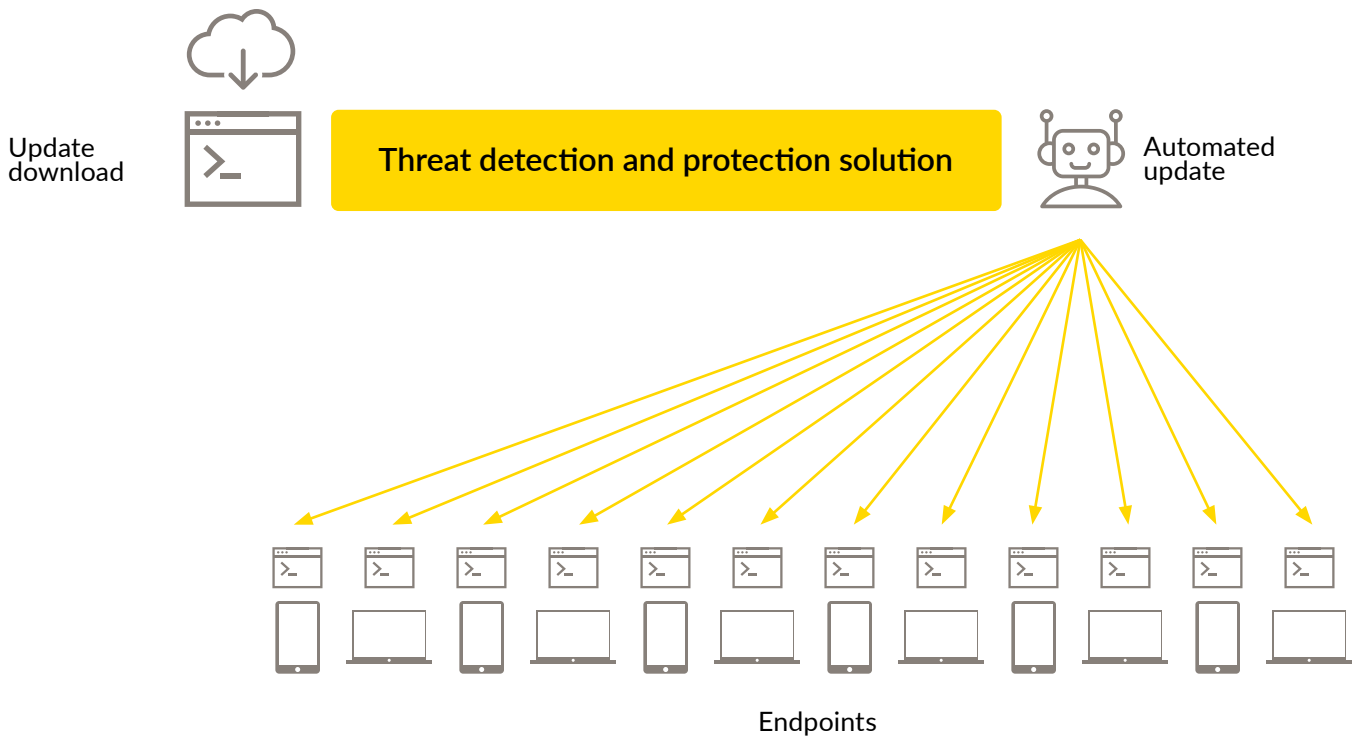 Update
download
Threat detection and protection solution
Automated
update
Endpoints